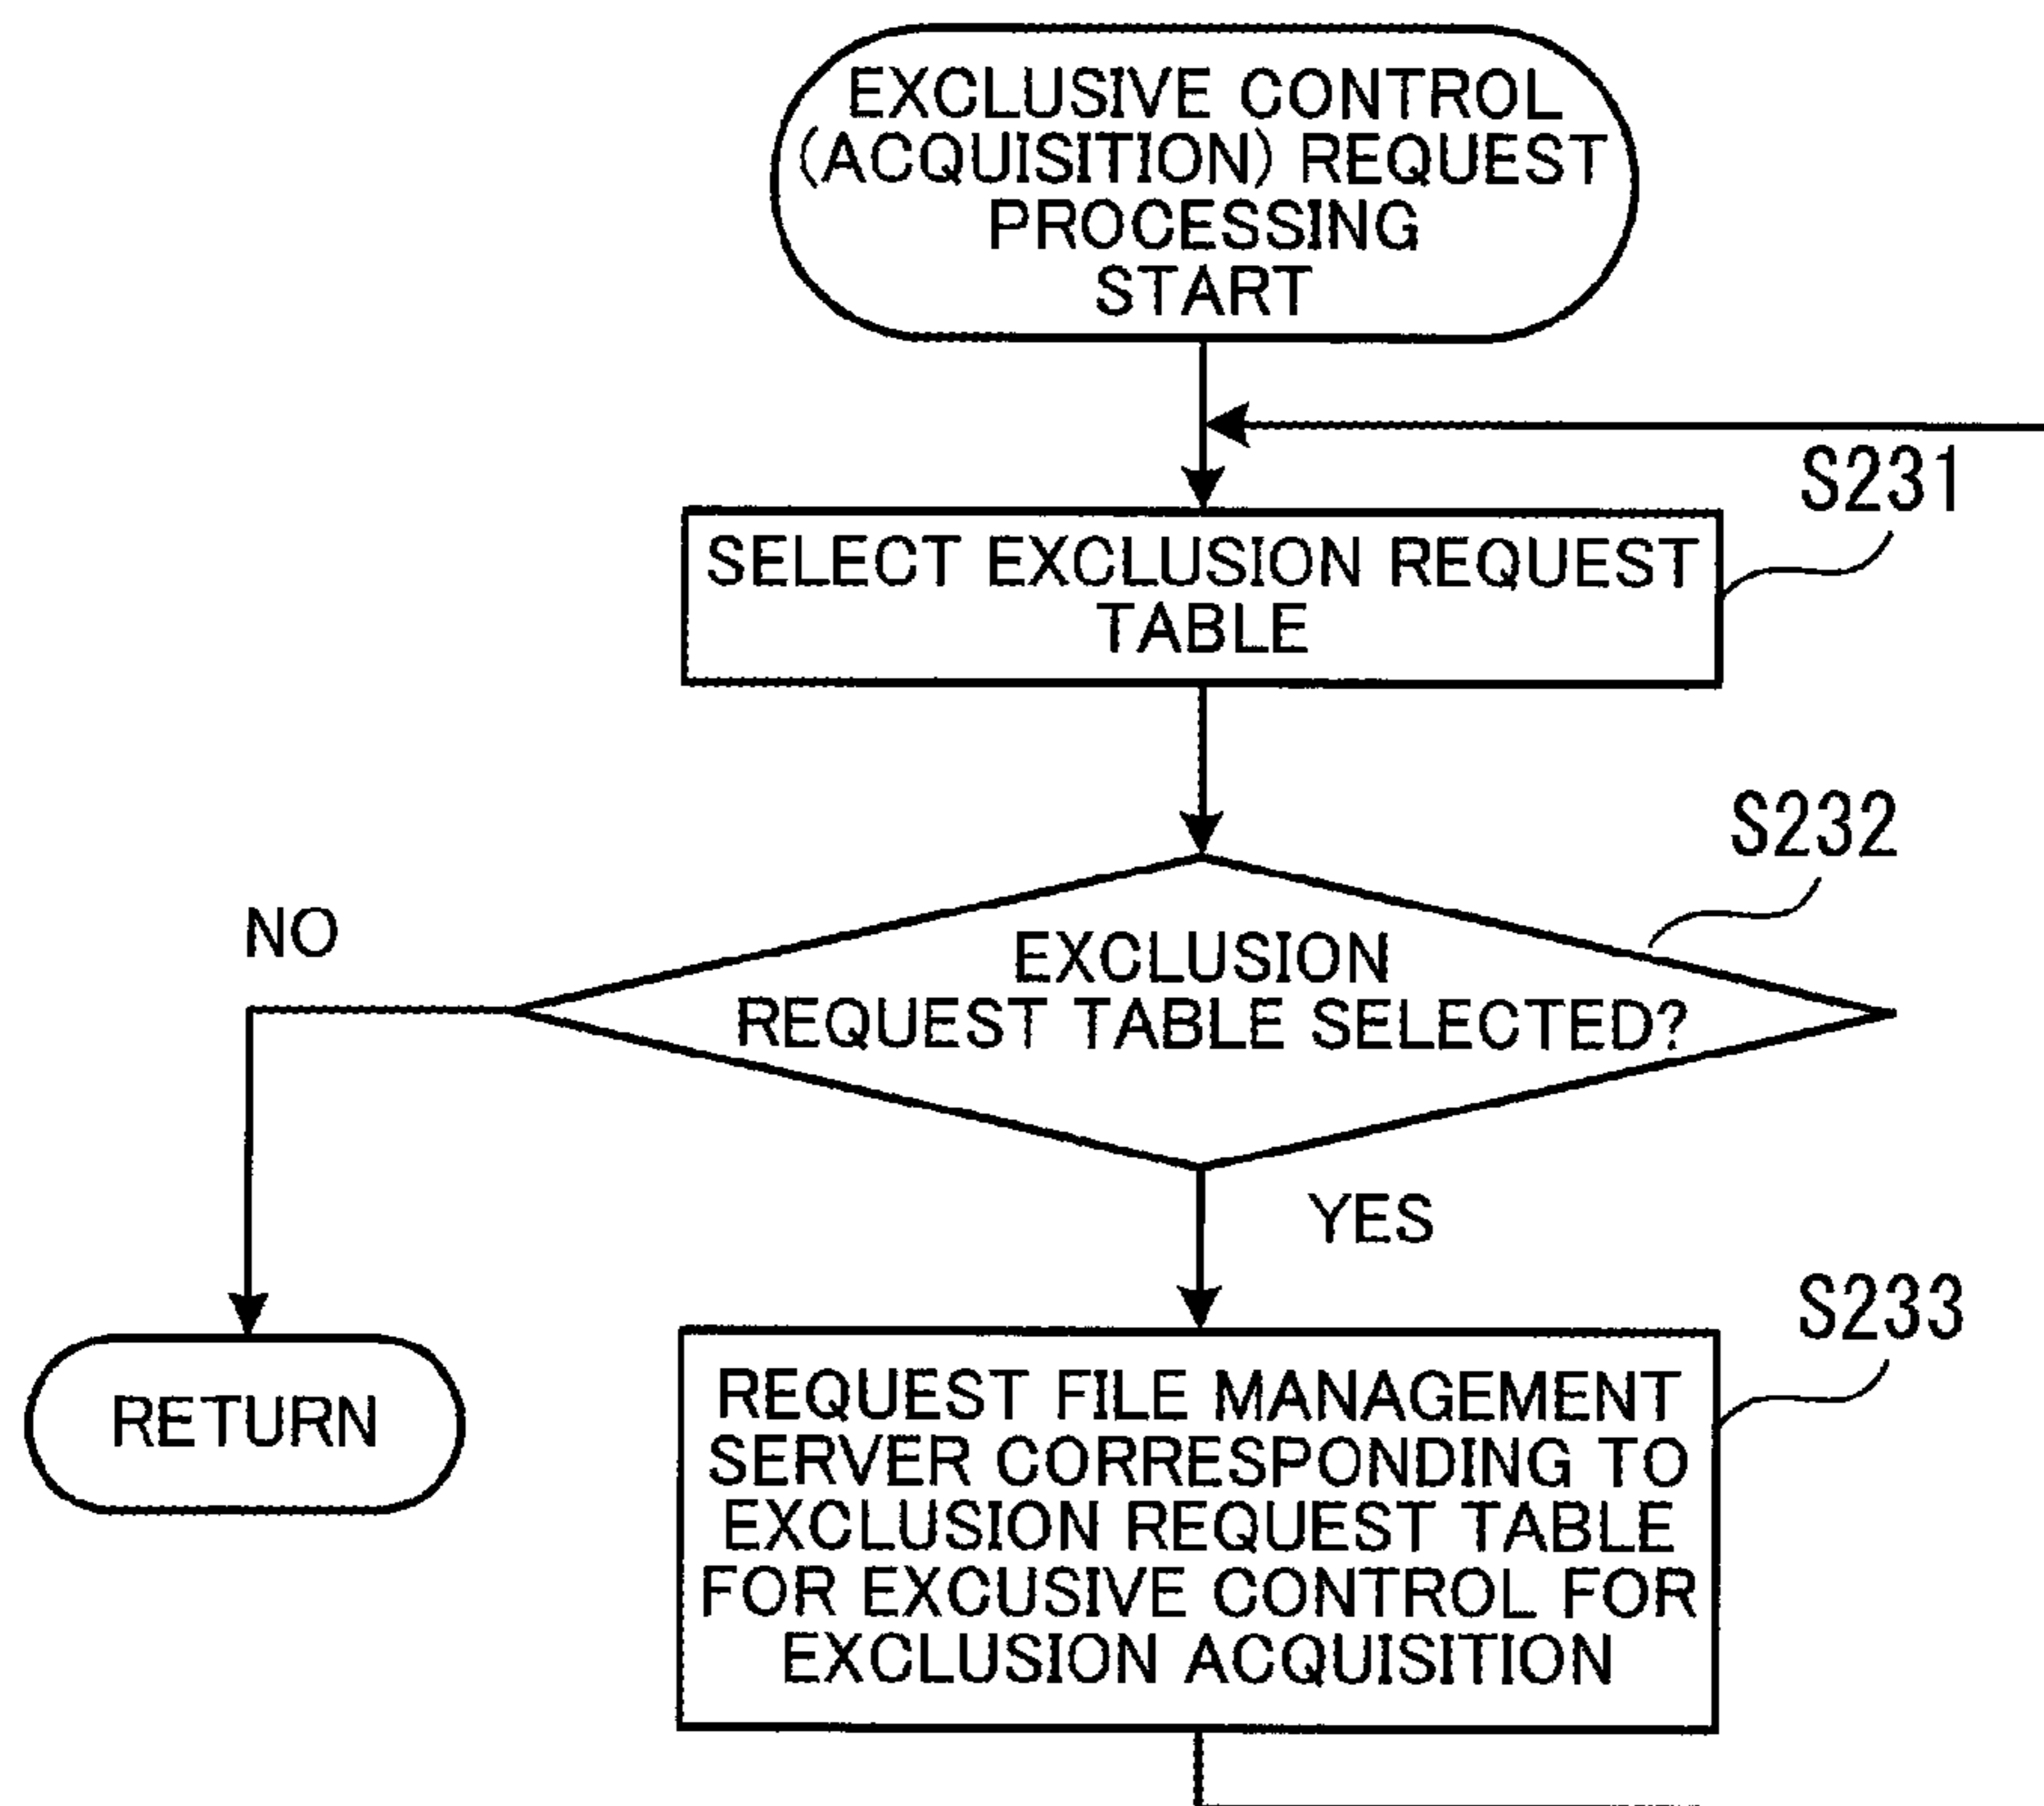 EXCLUSIVE CONTROL
(ACQUISITION) REQUEST
PROCESSING
START
S231
SELECT EXCLUSION REQUEST
TABLE
S232
NO
EXCLUSION
REQUEST TABLE SELECTED?
YES
S233
RETURN
REQUEST FILE MANAGEMENT
SERVER CORRESPONDING TO
EXCLUSION REQUEST TABLE
FOR EXCUSIVE CONTROL FOR
EXCLUSION ACQUISITION